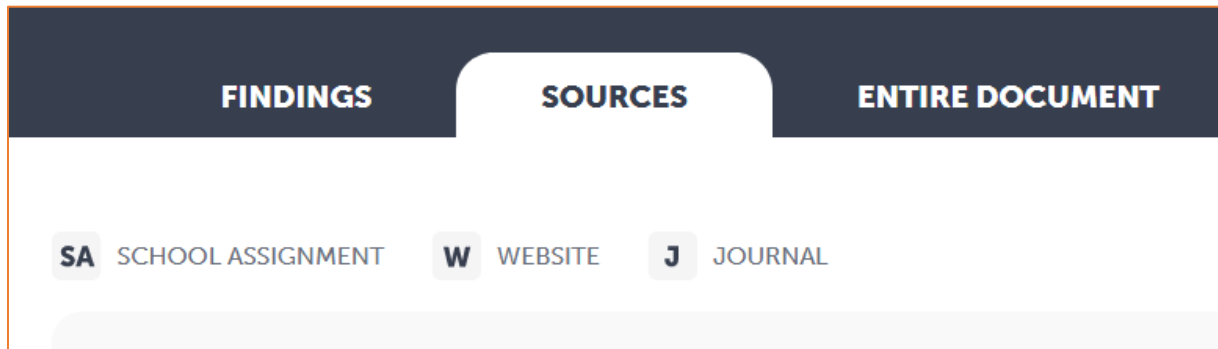 FINDINGS SOURCES ENTIRE DOCUMENT
SA SCHOOL ASSIGNMENT W WEBSITE J JOURNAL